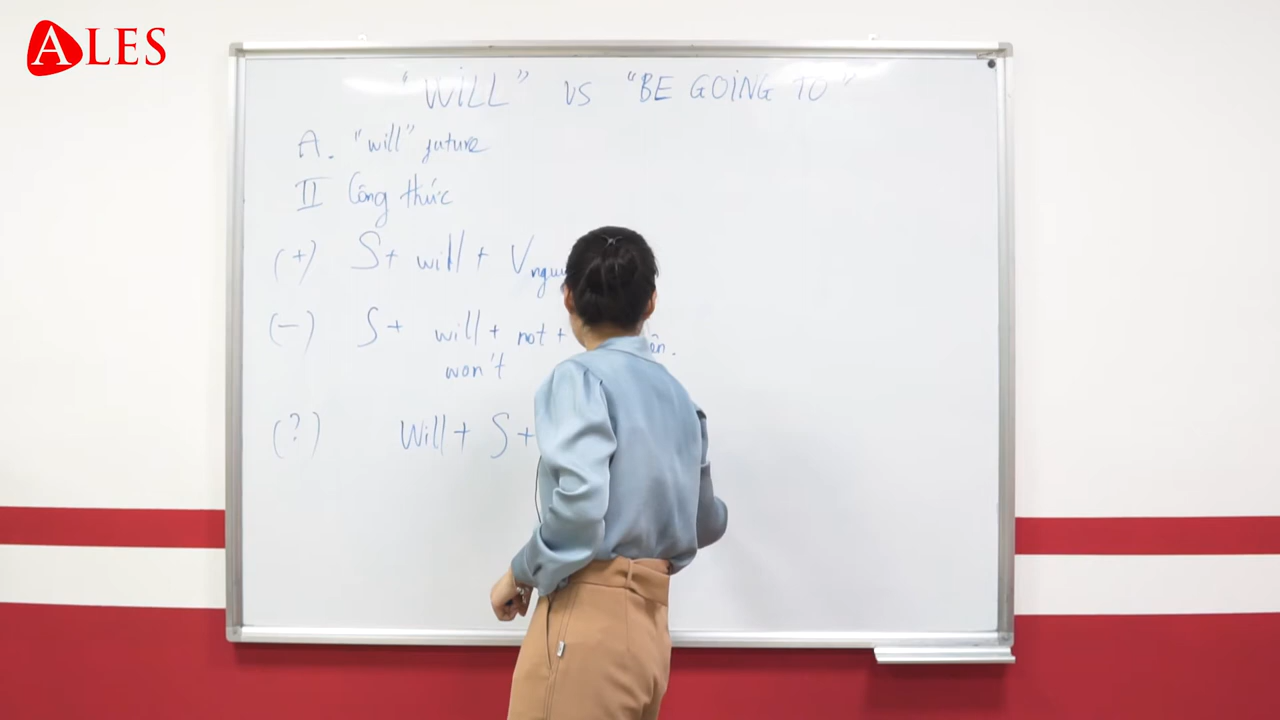 ALES
"WILL" vs "BE GOING TO"
A. "will" future
II Công thức
(+) S + will + V
(-) S + will + not +
won't
(?) Will + S +